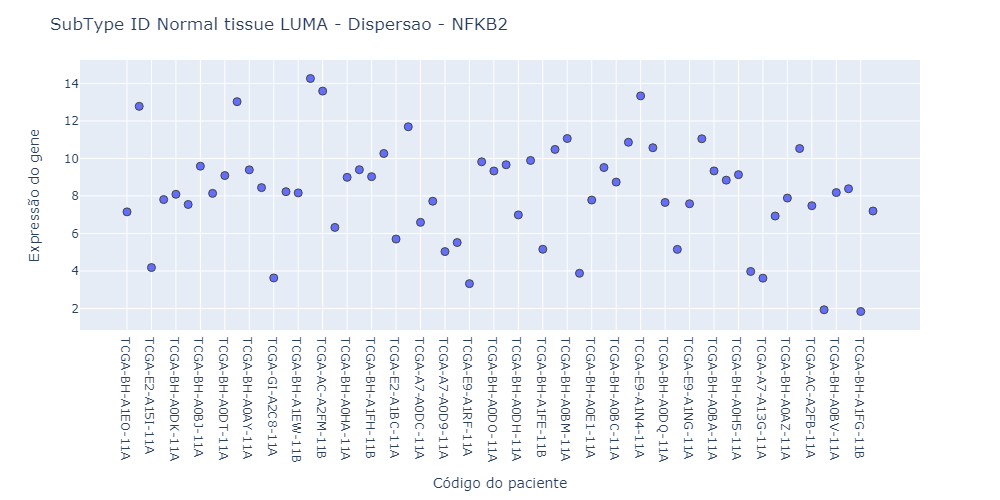 SubType ID Normal tissue LUMA - Dispersao - NFKB2
Expressão do gene
14
12
10
8
6
4
2
TCGA-BH-A1EO-11A
TCGA-E2-A15I-11A
TCGA-BH-A0DK-11A
TCGA-BH-A0BJ-11A
TCGA-BH-A0DT-11A
TCGA-BH-A0AY-11A
TCGA-GI-A2C8-11A
TCGA-BH-A1EW-11B
TCGA-AC-A2FM-11B
TCGA-BH-A0HA-11A
TCGA-BH-A1FH-11B
TCGA-E2-A1BC-11A
TCGA-A7-A0DC-11A
TCGA-A7-A0D9-11A
TCGA-E9-A1RF-11A
TCGA-BH-A0DO-11A
TCGA-BH-A0DH-11A
TCGA-BH-A1FE-11B
TCGA-BH-A0BM-11A
TCGA-BH-A0E1-11A
TCGA-BH-A0BC-11A
TCGA-E9-A1N4-11A
TCGA-BH-A0DQ-11A
TCGA-E9-A1NG-11A
TCGA-BH-A0BA-11A
TCGA-BH-A0H5-11A
TCGA-A7-A13G-11A
TCGA-BH-A0AZ-11A
TCGA-AC-A2FB-11A
TCGA-BH-A0BV-11A
TCGA-BH-A1FG-11B
Código do paciente